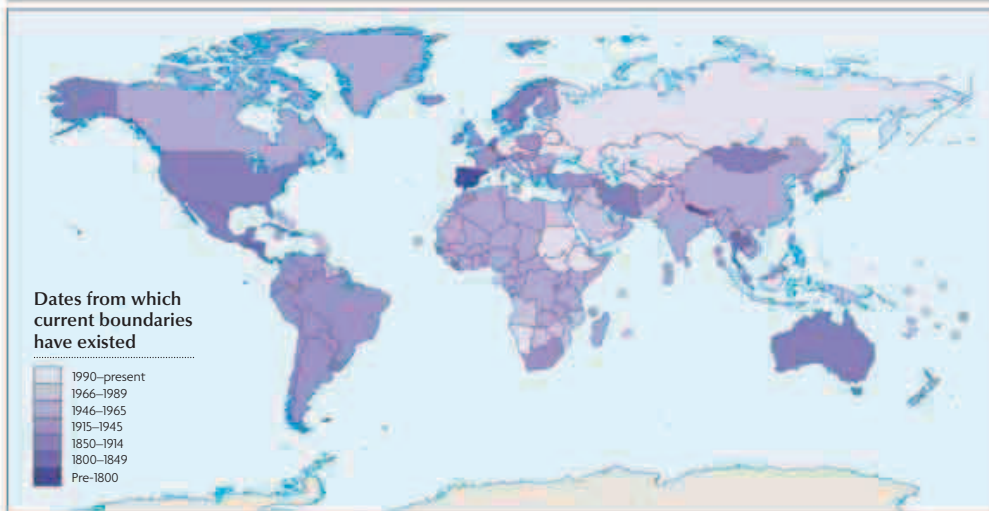 Dates from which
current boundaries
have existed
1990–present
1966–1989
1946–1965
1915–1945
1850–1914
1800–1849
Pre-1800